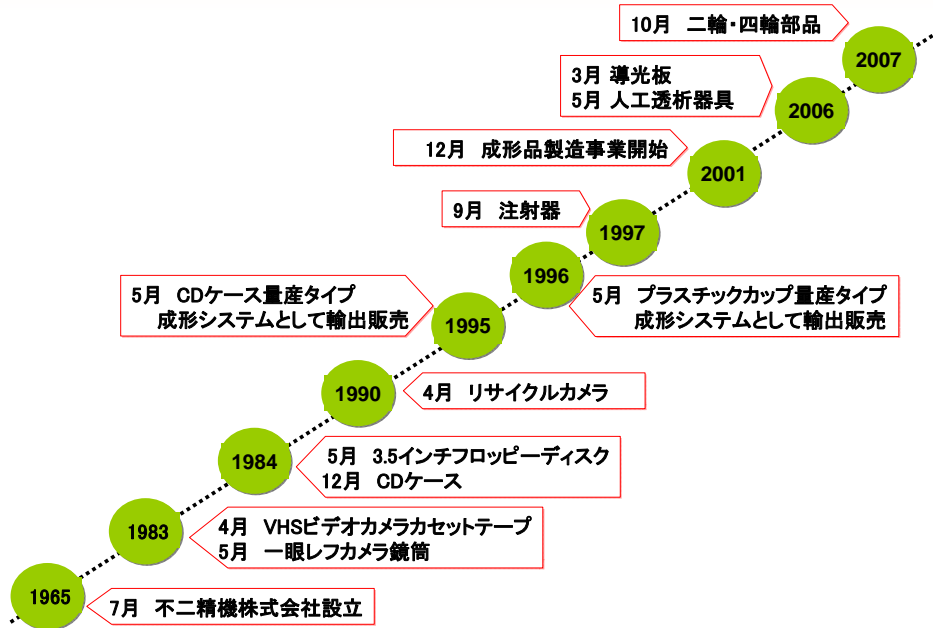 10月 二輪・四輪部品
2007
3月 導光板
5月 人工透析器具
2006
12月 成形品製造事業開始
2001
9月 注射器
1997
1996
5月 プラスチックカップ量産タイプ
成形システムとして輸出販売
5月 CDケース量産タイプ
成形システムとして輸出販売
1995
1990
4月 リサイクルカメラ
1984
5月 3.5インチフロッピーディスク
12月 CDケース
1983
4月 VHSビデオカメラカセットテープ
5月 一眼レフカメラ鏡筒
1965
7月 不二精機株式会社設立